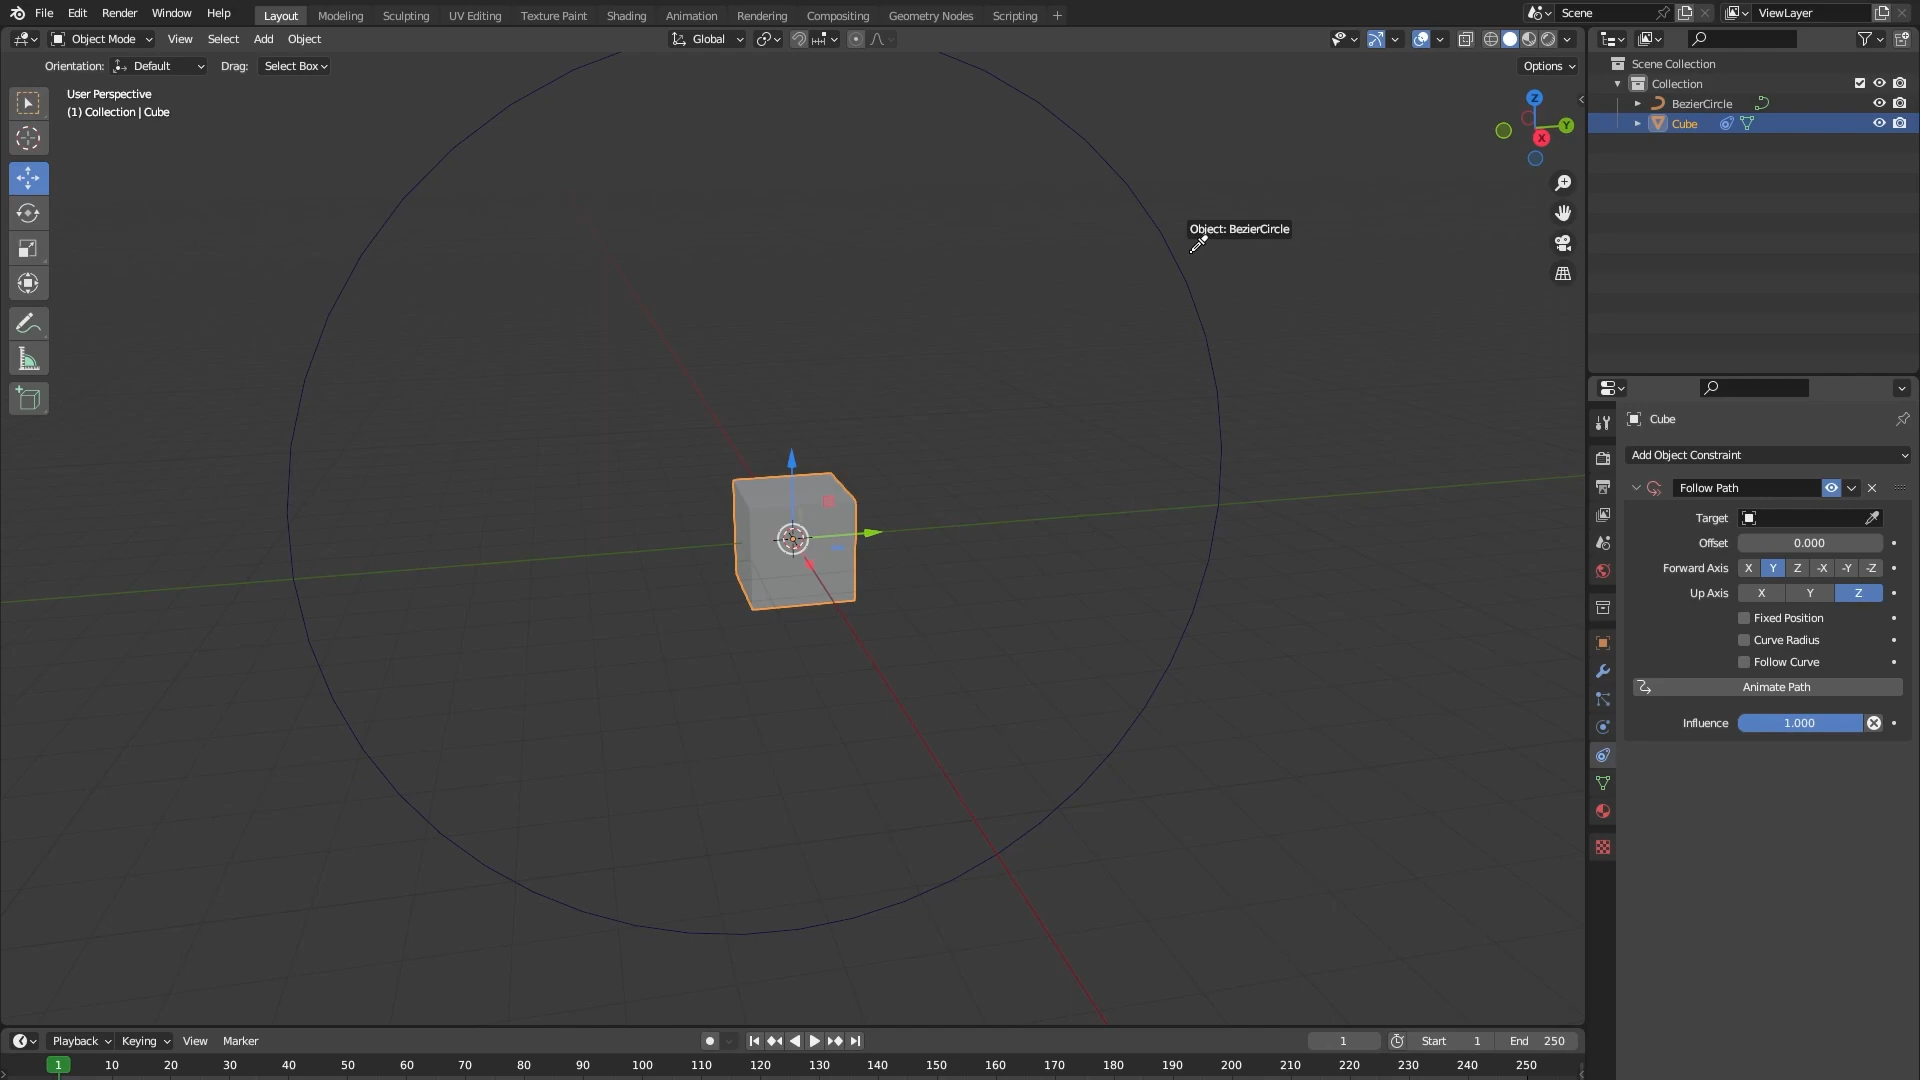 File Edit Render Window Help Layout Modeling Sculpting UV Editing Texture Paint Shading Animation Rendering Compositing Geometry Nodes Scripting + Scene ViewLayer
Object Mode View Select Add Object Global
Orientation: Default Drag: Select Box Options
User Perspective
(1) Collection | Cube
Z
Y
X
Object: BezierCircle
Scene Collection
Collection
BezierCircle
Cube
Cube
Add Object Constraint
Follow Path
Target
Offset 0.000
Forward Axis X Y Z -X -Y -Z
Up Axis X Y Z
Fixed Position
Curve Radius
Follow Curve
Animate Path
Influence 1.000
Playback Keying View Marker 1 Start 1 End 250
1 10 20 30 40 50 60 70 80 90 100 110 120 130 140 150 160 170 180 190 200 210 220 230 240 250